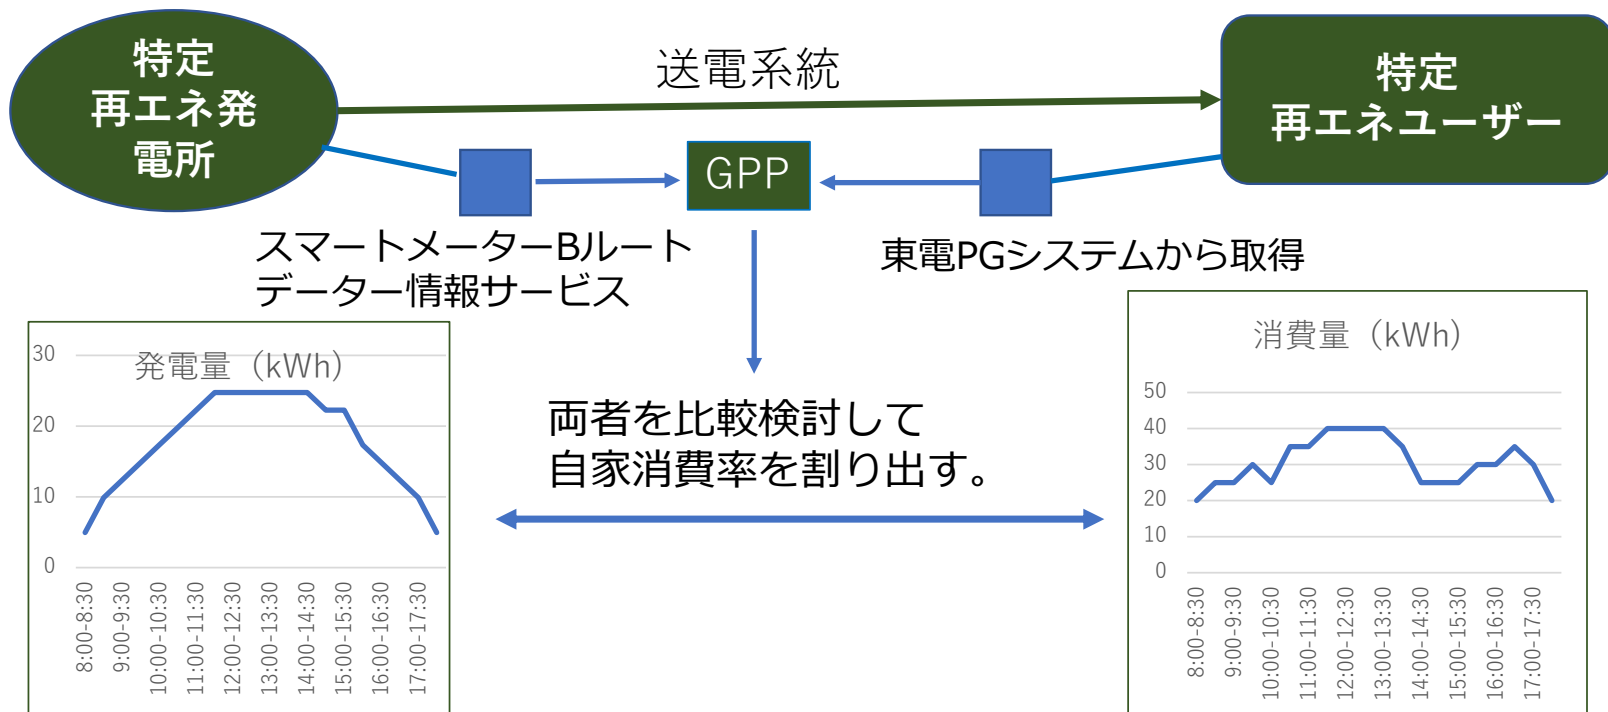 特定
再エネ発
電所
送電系統
特定
再エネユーザー
GPP
スマートメーターBルート
データー情報サービス
東電PGシステムから取得
発電量（kWh）
30
20
10
0
8:00-8:30
9:00-9:30
10:00-10:30
11:00-11:30
12:00-12:30
13:00-13:30
14:00-14:30
15:00-15:30
16:00-16:30
17:00-17:30
両者を比較検討して
自家消費率を割り出す。
消費量（kWh）
50
40
30
20
10
0
8:00-8:30
9:00-9:30
10:00-10:30
11:00-11:30
12:00-12:30
13:00-13:30
14:00-14:30
15:00-15:30
16:00-16:30
17:00-17:30